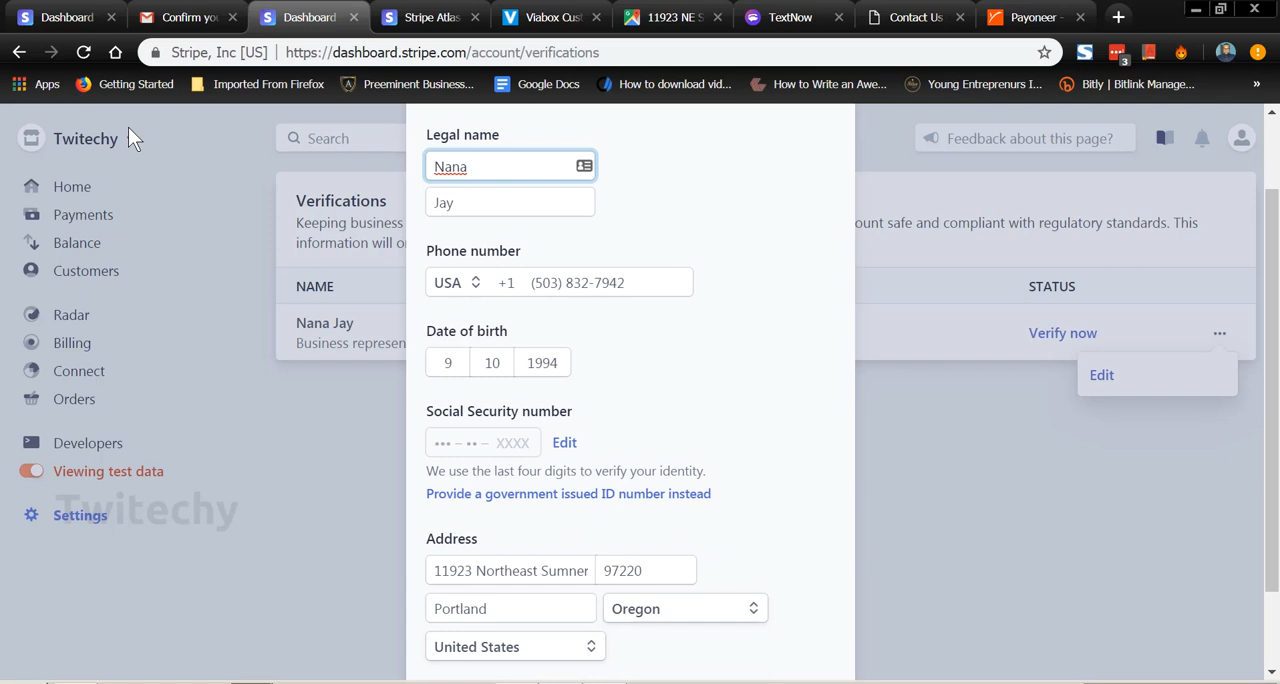 Dashboard
Confirm you
Dashboard
Stripe Atlas
Viabox Cust
11923 NE S
TextNow
Contact Us
Payoneer -
Stripe, Inc [US] | https://dashboard.stripe.com/account/verifications
3
Apps
Getting Started
Imported From Firefox
Preeminent Business...
Google Docs
How to download vid...
How to Write an Awe...
Young Entreprenurs I...
Bitly | Bitlink Manage...
»
Twitechy
Search
Feedback about this page?
Home
Payments
Balance
Customers
Radar
Billing
Connect
Orders
Developers
Viewing test data
Settings
Twitechy
Verifications
Keeping business
ount safe and compliant with regulatory standards. This
information will o
NAME
STATUS
Nana Jay
Business represen
Verify now
Edit
Legal name
Nana
Jay
Phone number
USA +1 (503) 832-7942
Date of birth
9 10 1994
Social Security number
••• – •• – XXXX Edit
We use the last four digits to verify your identity.
Provide a government issued ID number instead
Address
11923 Northeast Sumner 97220
Portland Oregon
United States